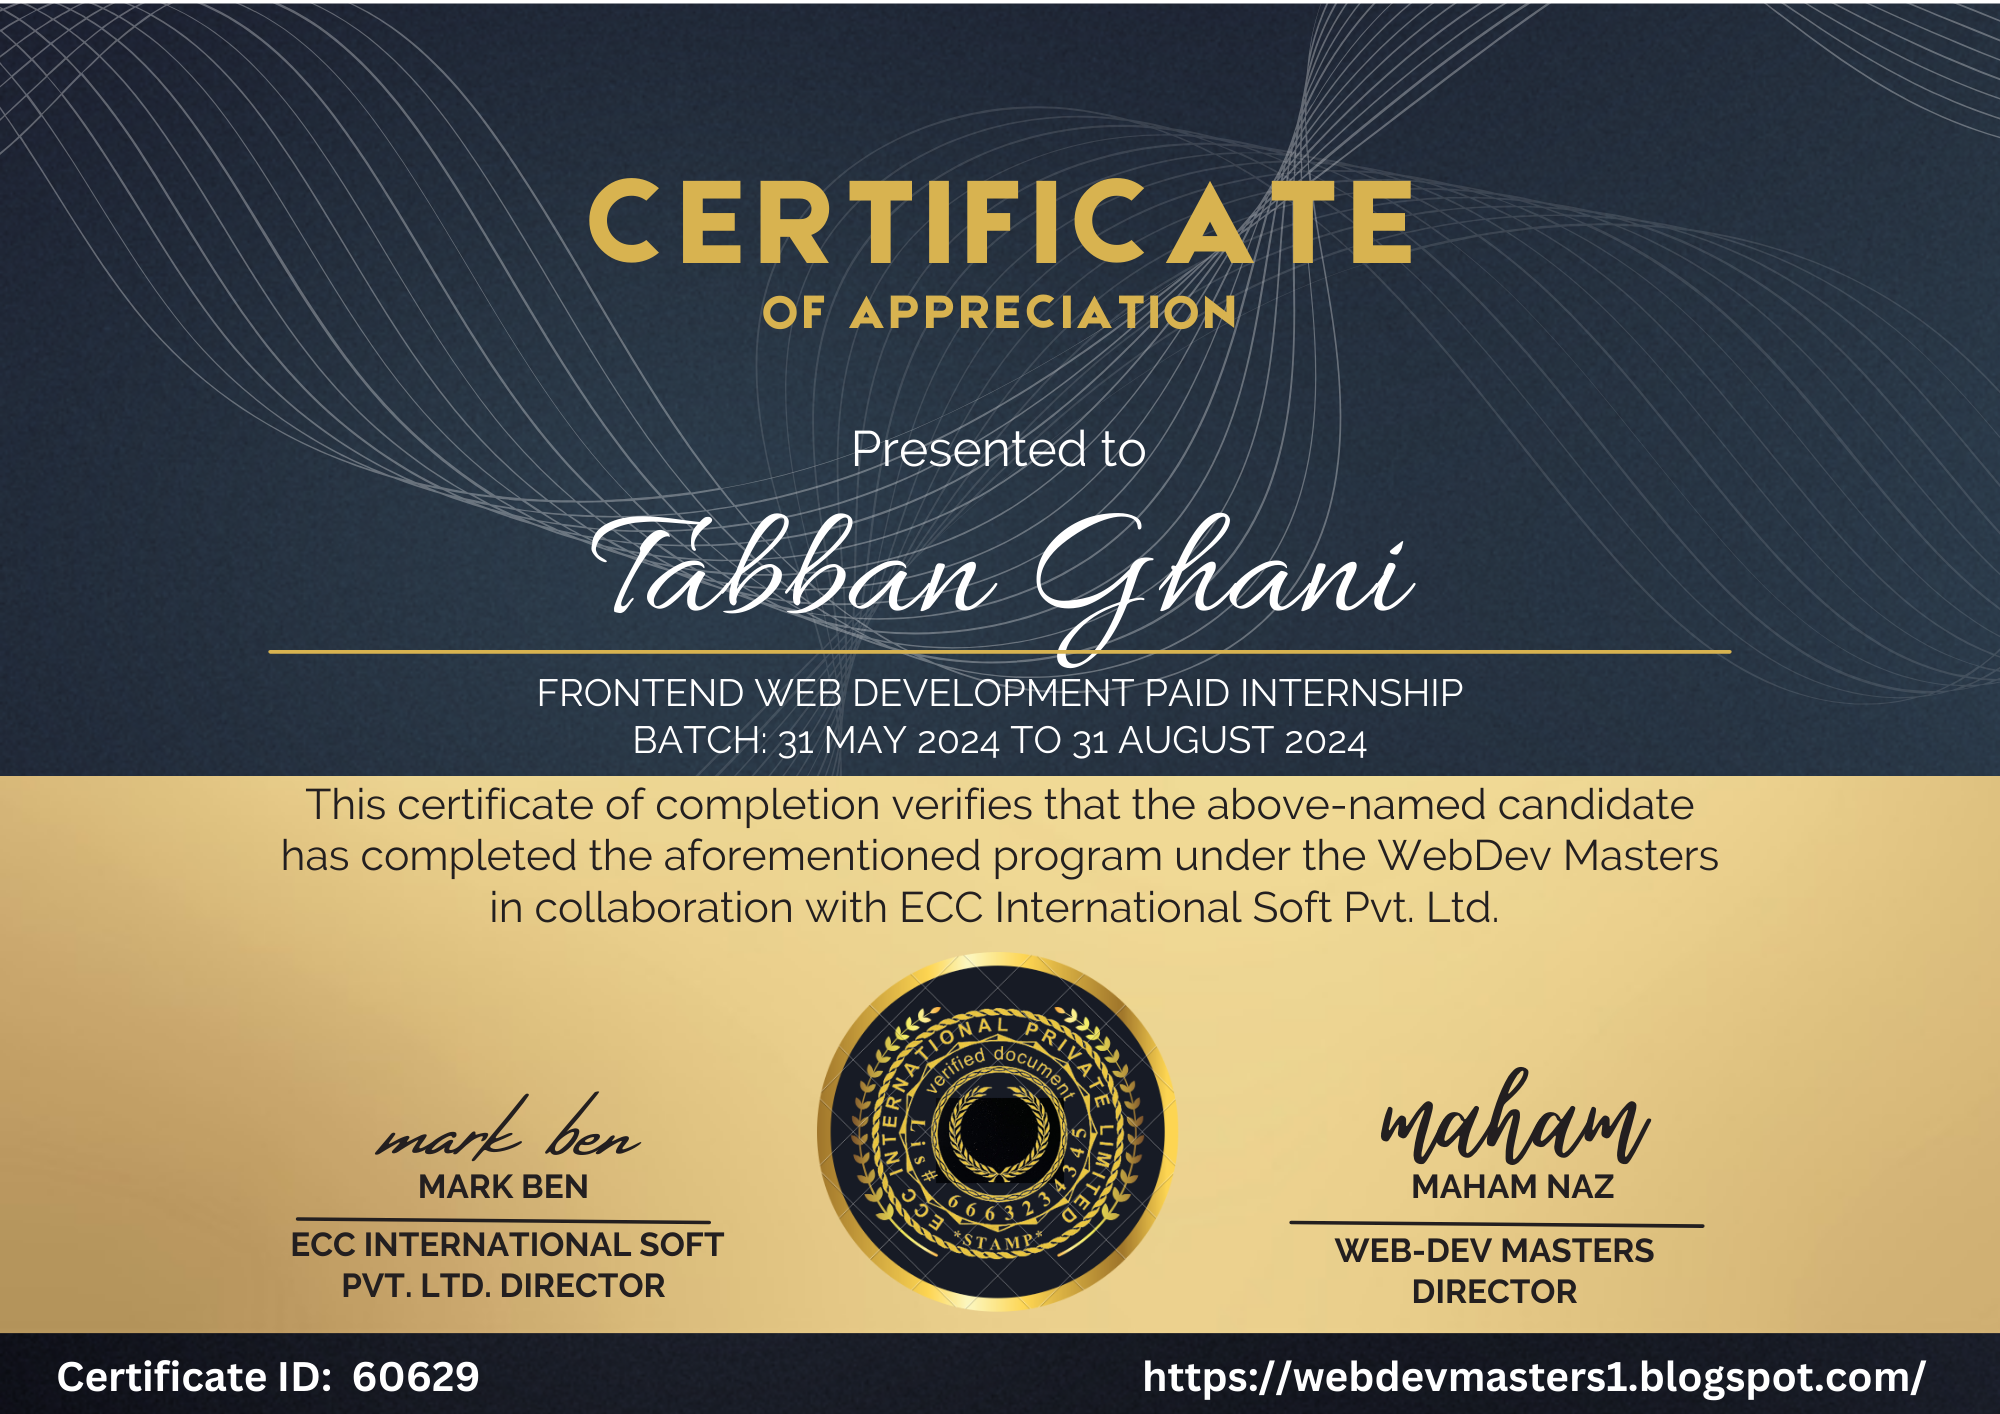 CERTIFICATE
OF APPRECIATION
Presented to
Tabban Ghani
FRONTEND WEB DEVELOPMENT PAID INTERNSHIP
BATCH: 31 MAY 2024 TO 31 AUGUST 2024
This certificate of completion verifies that the above-named candidate
has completed the aforementioned program under the WebDev Masters
in collaboration with ECC International Soft Pvt. Ltd.
ECC INTERNATIONAL PRIVATE LIMITED
verified document
Lis# 66632334345
*STAMP*
mark ben
MARK BEN
ECC INTERNATIONAL SOFT
PVT. LTD. DIRECTOR
maham
MAHAM NAZ
WEB-DEV MASTERS
DIRECTOR
Certificate ID: 60629
https://webdevmasters1.blogspot.com/